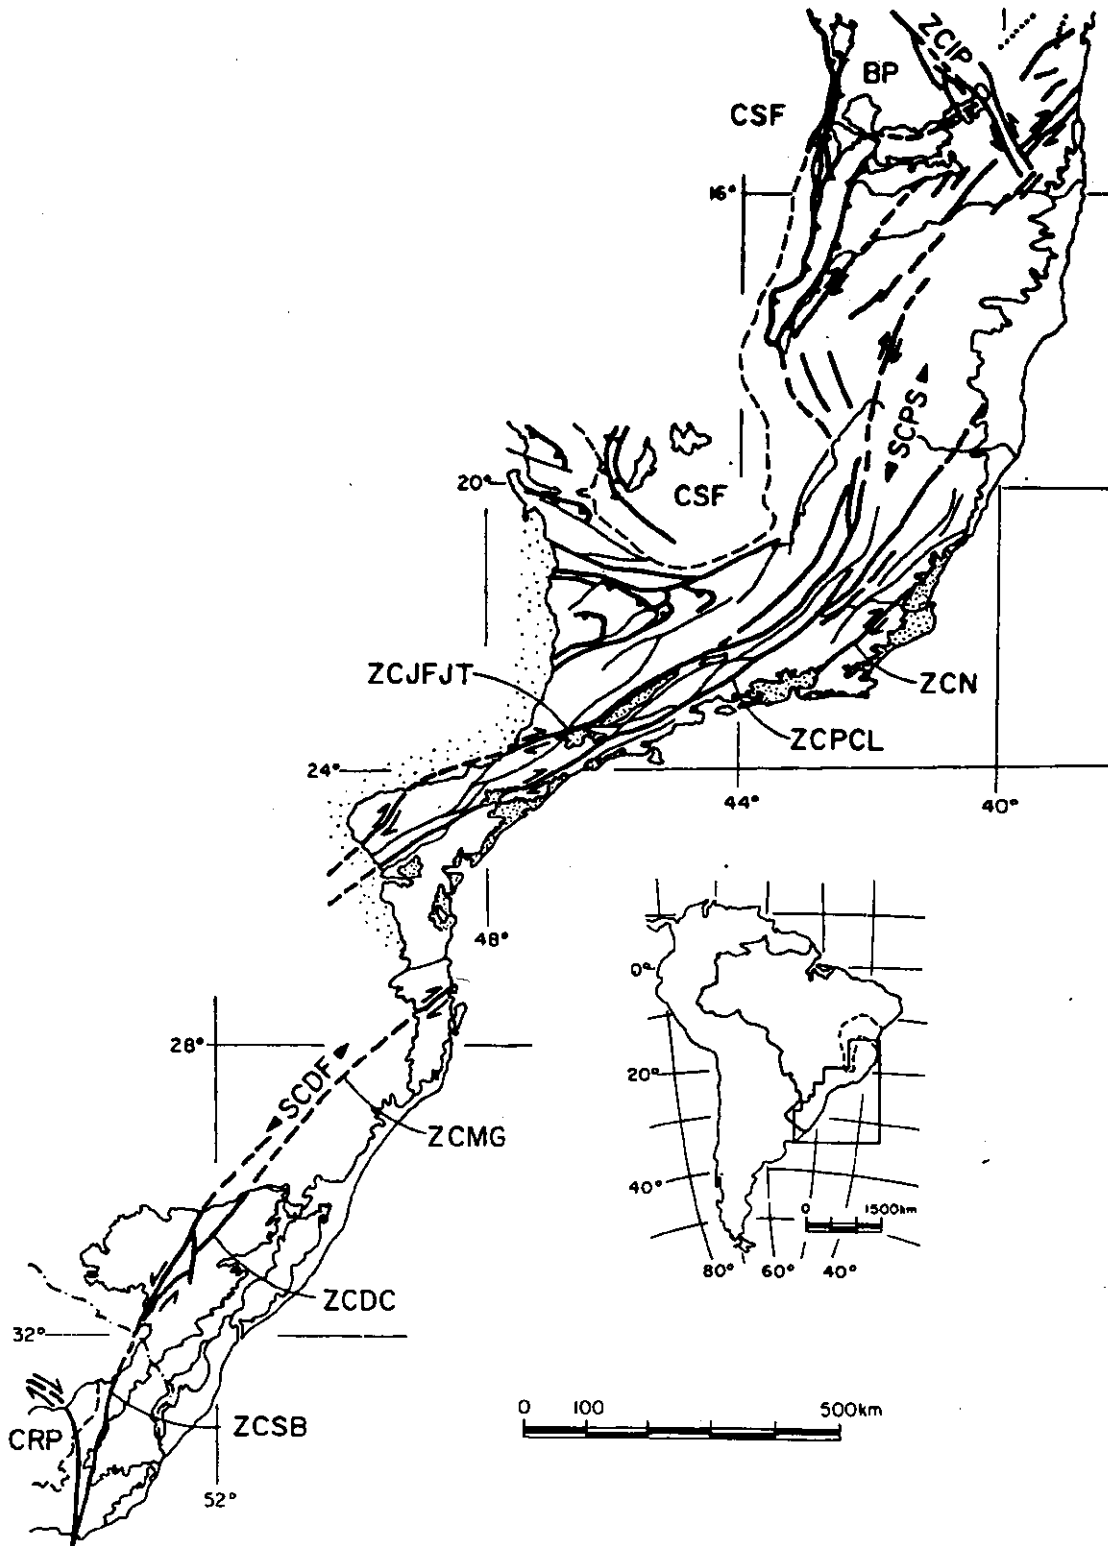 ZCIP
BP
CSF
16°
SCPS
20°
CSF
ZCJFJT
ZCN
ZCPCL
24°
44°
40°
48°
0°
28°
SCDF
20°
ZCMG
40°
0 1500km
80° 60° 40°
ZCDC
32°
0 100 500km
ZCSB
CRP
52°